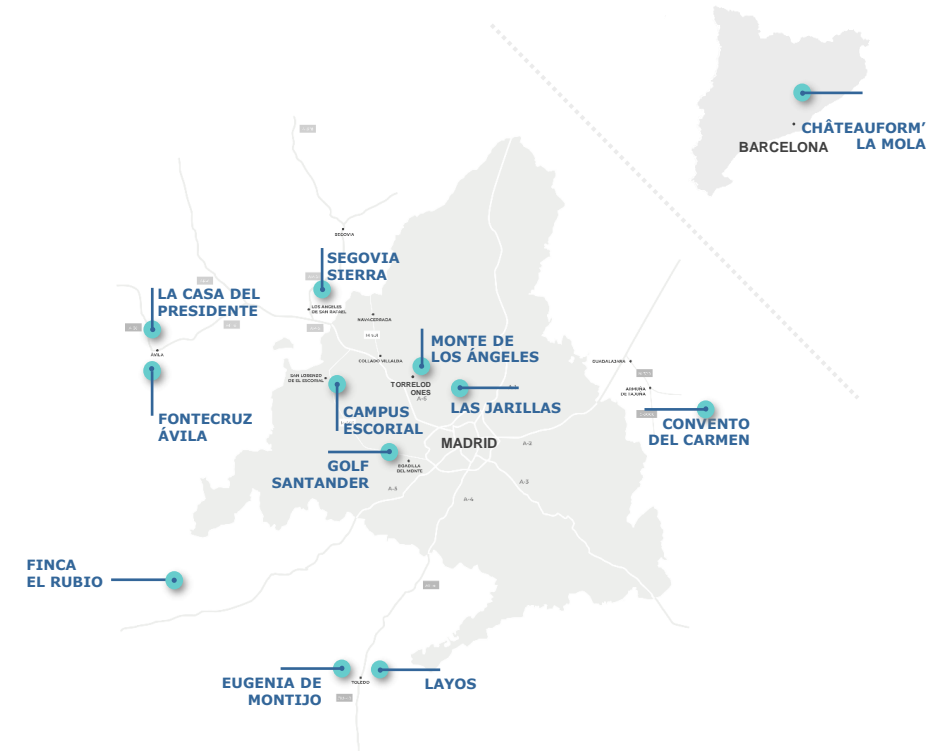 CHÂTEAUFORM'
LA MOLA
BARCELONA
SEGOVIA
SEGOVIA
SIERRA
LA CASA DEL
PRESIDENTE
LOS ÁNGELES
DE SAN RAFAEL
NAVACERRADA
ÁVILA
COLLADO VILLALBA
MONTE DE
LOS ÁNGELES
GUADALAJARA
SAN LORENZO
DE EL ESCORIAL
TORRELOD
ONES
A-6
ARMUÑA
DE TAJUÑA
LAS JARILLAS
CAMPUS
ESCORIAL
FONTECRUZ
ÁVILA
CONVENTO
DEL CARMEN
MADRID
A-2
GOLF
SANTANDER
BOADILLA
DEL MONTE
A-5
A-3
A-4
FINCA
EL RUBIO
EUGENIA DE
MONTIJO
TOLEDO
LAYOS